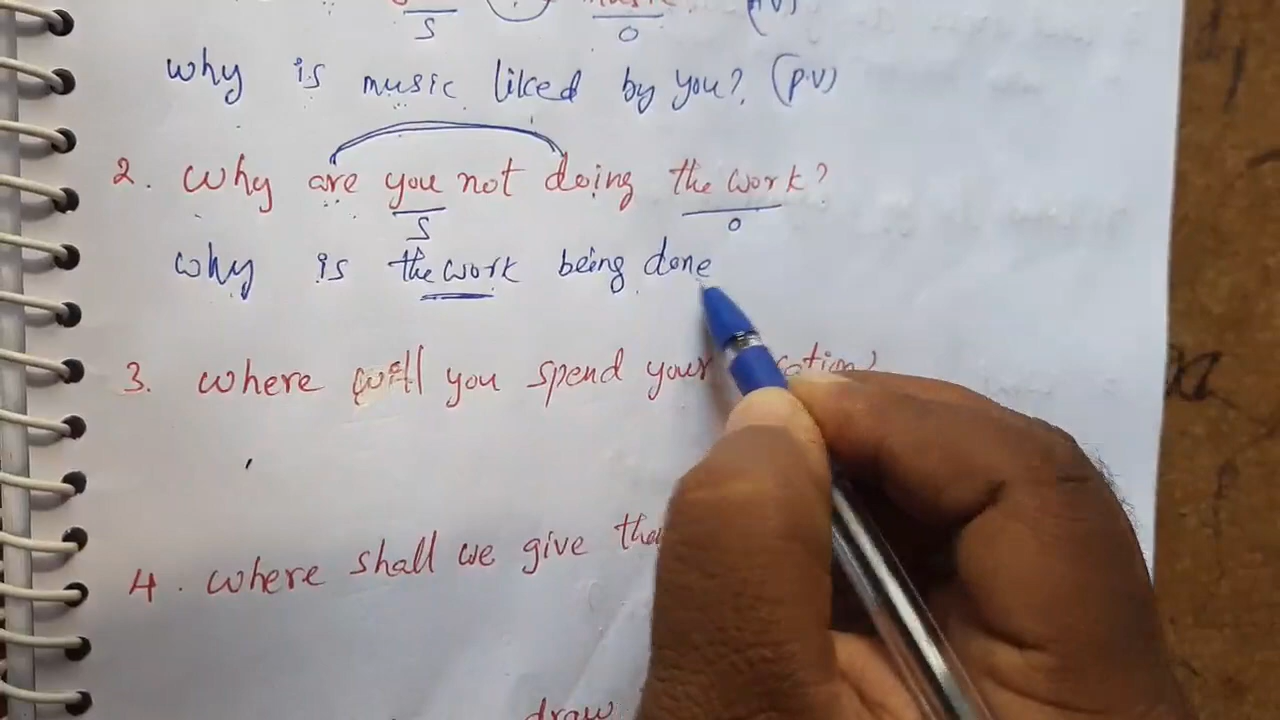 S O
why is music liked by you? (P.V)
2. Why are you not doing the work?
S O
why is the work being done
3. where will you spend your
4. where shall we give
draw